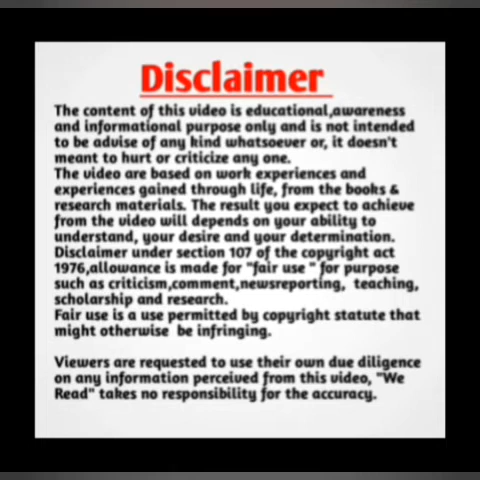 Disclaimer
The content of this video is educational,awareness
and informational purpose only and is not intended
to be advise of any kind whatsoever or, it doesn't
meant to hurt or criticize any one.
The video are based on work experiences and
experiences gained through life, from the books &
research materials. The result you expect to achieve
from the video will depends on your ability to
understand, your desire and your determination.
Disclaimer under section 107 of the copyright act
1976,allowance is made for "fair use " for purpose
such as criticism,comment,newsreporting,  teaching,
scholarship and research.
Fair use is a use permitted by copyright statute that
might otherwise  be infringing.
Viewers are requested to use their own due diligence
on any information perceived from this video, "We
Read" takes no responsibility for the accuracy.